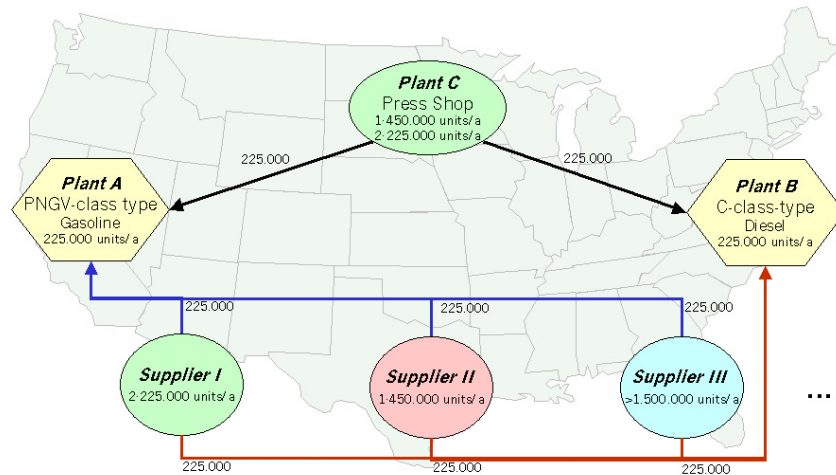 Plant C
Press Shop
1·450.000 units/a
2·225.000 units/a
225.000
225.000
Plant A
PNGV-class type
Gasoline
225.000 units/a
Plant B
C-class-type
Diesel
225.000 units/a
225.000
225.000
225.000
Supplier I
2·225.000 units/a
Supplier II
1·450.000 units/a
Supplier III
>1.500.000 units/a
...
225.000
225.000
225.000